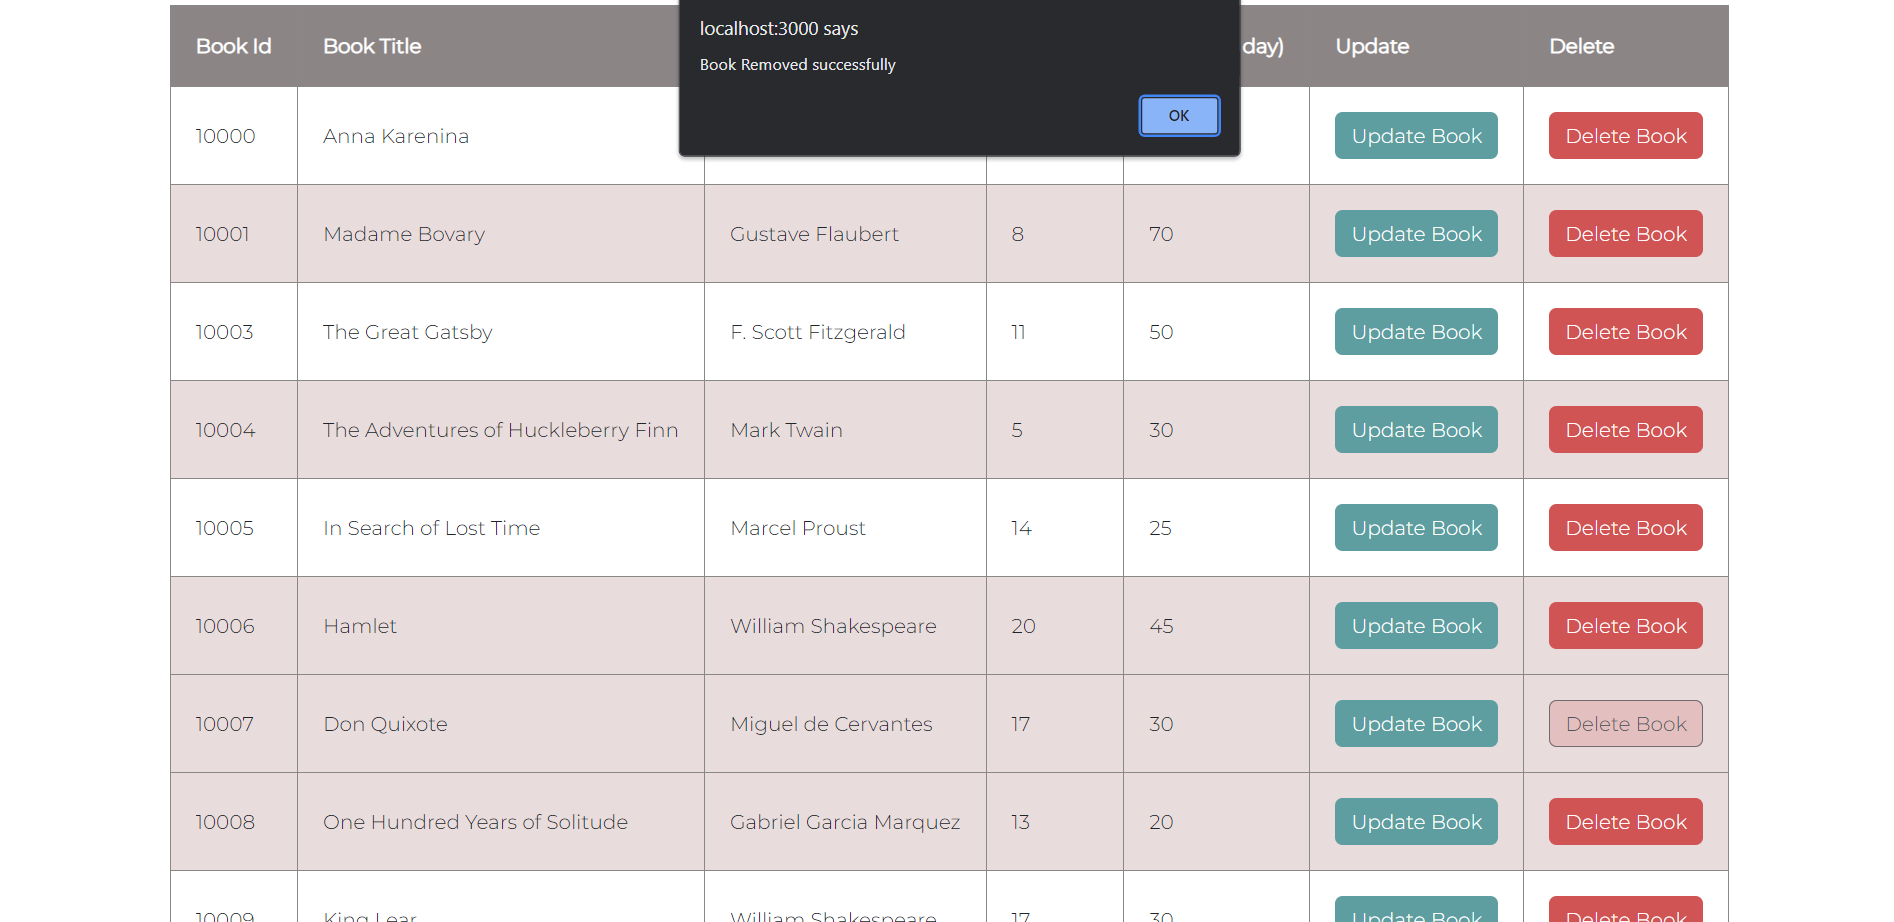 localhost:3000 says
Book Removed successfully
OK
Book Id Book Title day) Update Delete
10000 Anna Karenina Update Book Delete Book
10001 Madame Bovary Gustave Flaubert 8 70 Update Book Delete Book
10003 The Great Gatsby F. Scott Fitzgerald 11 50 Update Book Delete Book
10004 The Adventures of Huckleberry Finn Mark Twain 5 30 Update Book Delete Book
10005 In Search of Lost Time Marcel Proust 14 25 Update Book Delete Book
10006 Hamlet William Shakespeare 20 45 Update Book Delete Book
10007 Don Quixote Miguel de Cervantes 17 30 Update Book Delete Book
10008 One Hundred Years of Solitude Gabriel Garcia Marquez 13 20 Update Book Delete Book
10009 King Lear William Shakespeare 17 30 Update Book Delete Book